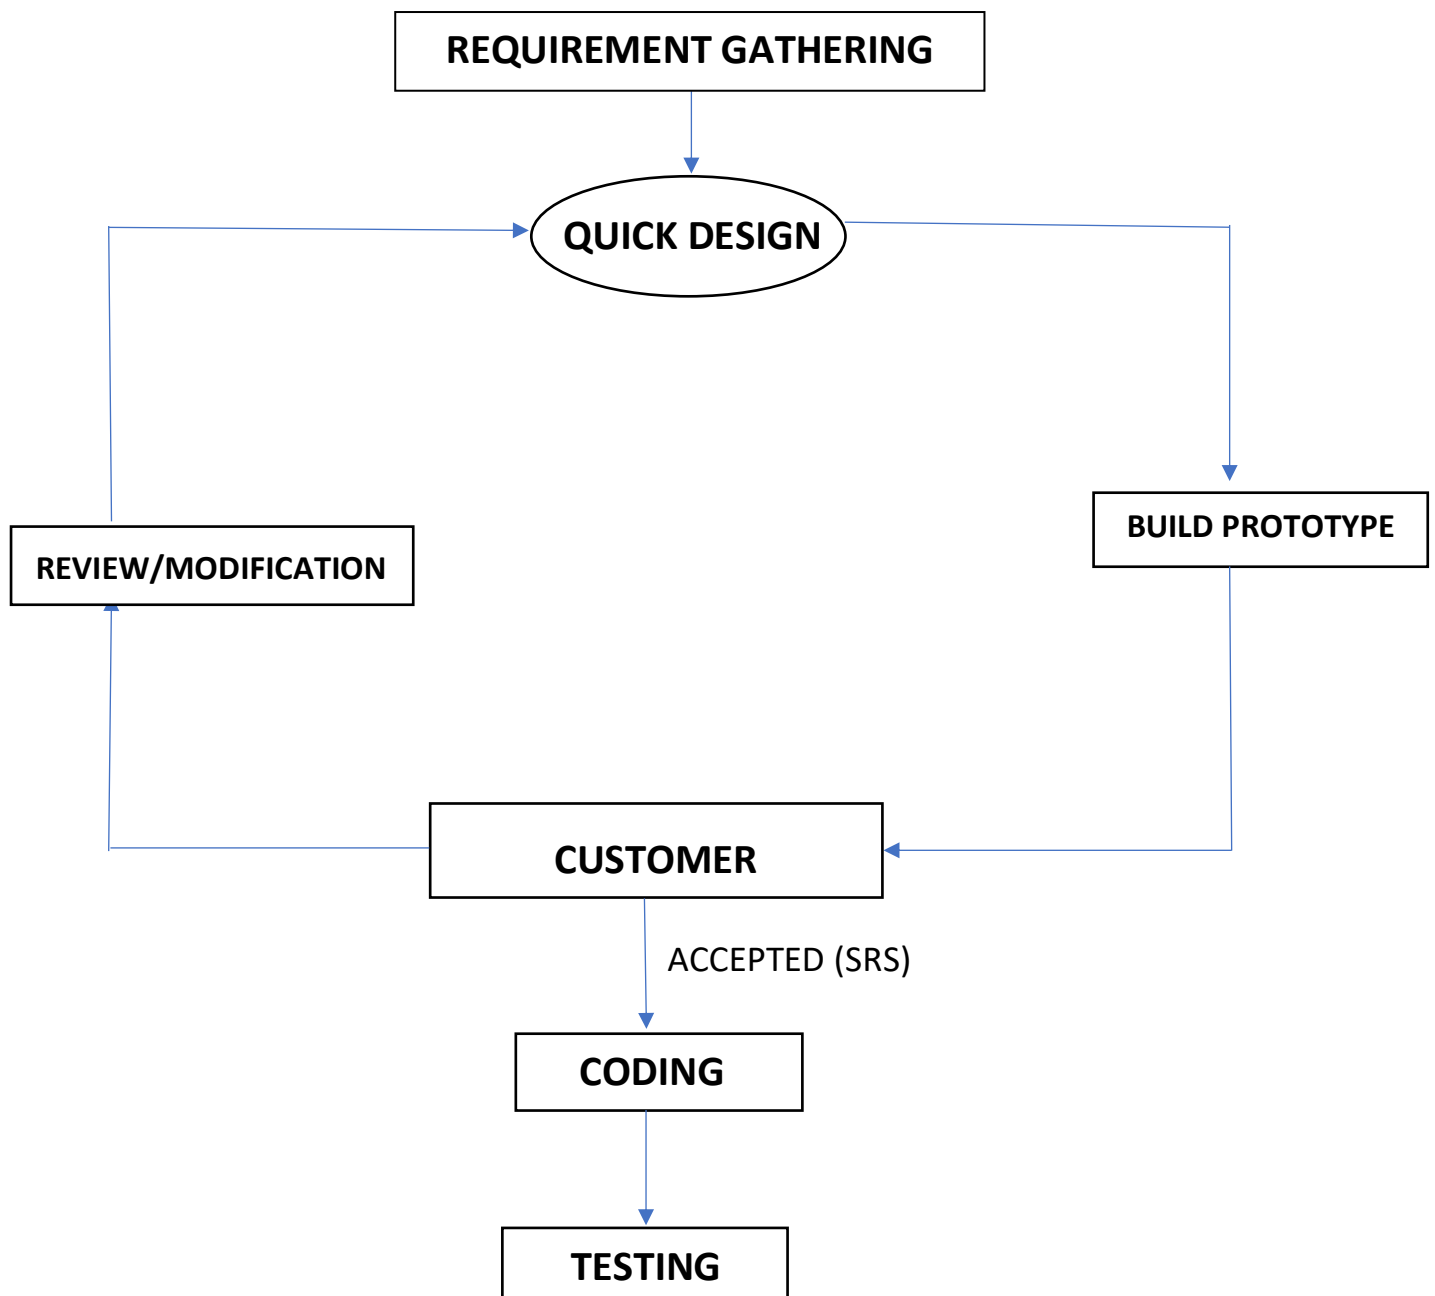 REQUIREMENT GATHERING
QUICK DESIGN
BUILD PROTOTYPE
REVIEW/MODIFICATION
CUSTOMER
ACCEPTED (SRS)
CODING
TESTING